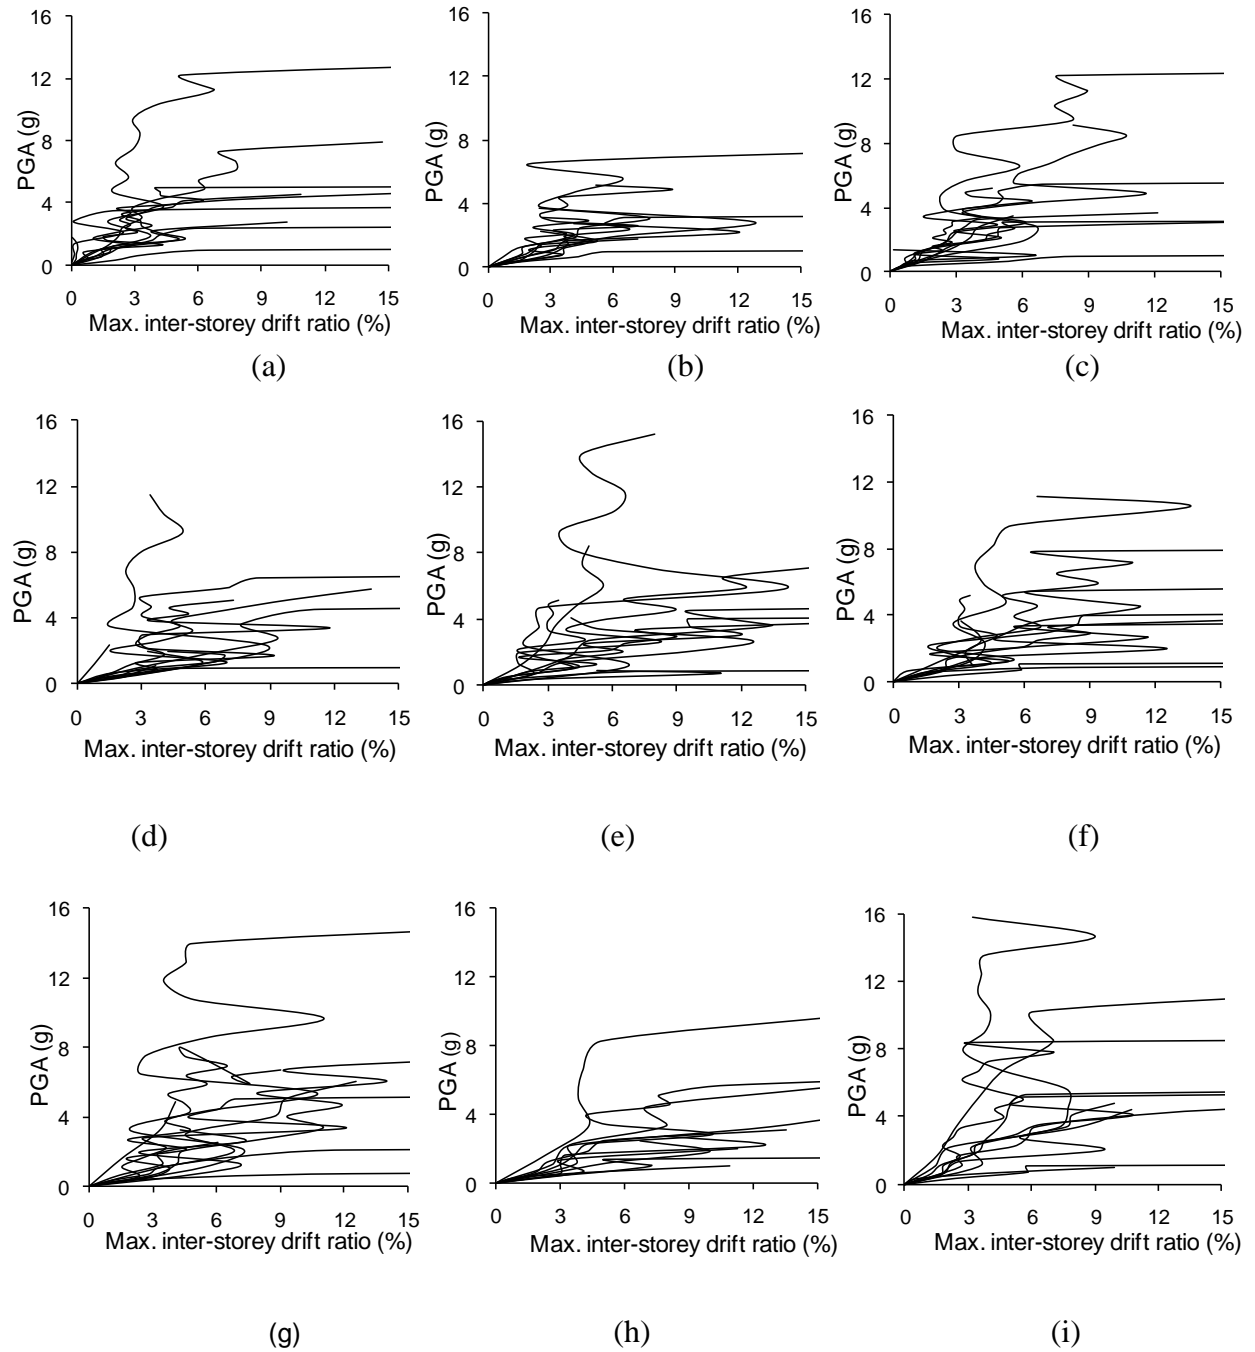 16 16 16
12 12 12
PGA (g) PGA (g) PGA (g)
8 8 8
4 4 4
0 0 0
0 3 6 9 12 15 0 3 6 9 12 15 0 3 6 9 12 15
Max. inter-storey drift ratio (%) Max. inter-storey drift ratio (%) Max. inter-storey drift ratio (%)
(a) (b) (c)
16 16 16
12 12 12
PGA (g) PGA (g) PGA (g)
8 8 8
4 4 4
0 0 0
0 3 6 9 12 15 0 3 6 9 12 15 0 3 6 9 12 15
Max. inter-storey drift ratio (%) Max. inter-storey drift ratio (%) Max. inter-storey drift ratio (%)
(d) (e) (f)
16 16 16
12 12 12
PGA (g) PGA (g) PGA (g)
8 8 8
4 4 4
0 0 0
0 3 6 9 12 15 0 3 6 9 12 15 0 3 6 9 12 15
Max. inter-storey drift ratio (%) Max. inter-storey drift ratio (%) Max. inter-storey drift ratio (%)
(g) (h) (i)